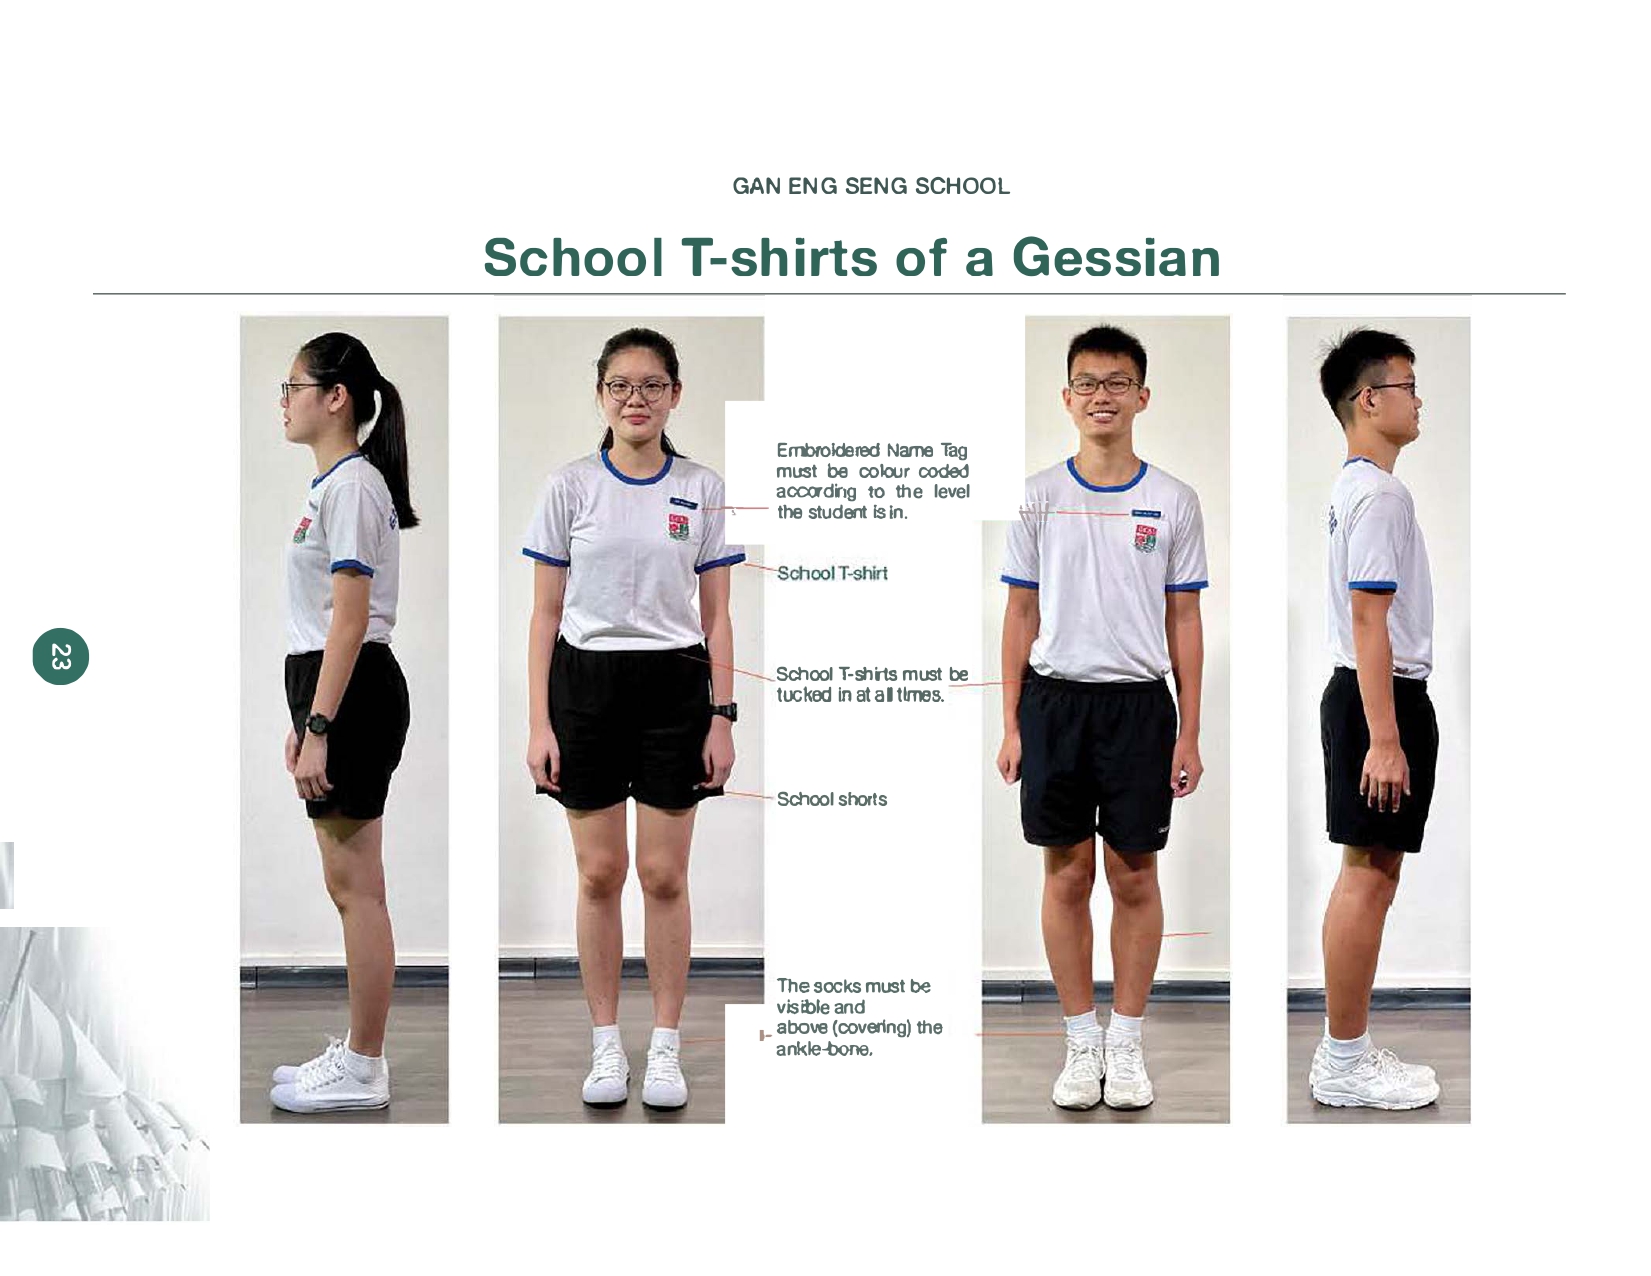 GAN ENG SENG SCHOOL
School T-shirts of a Gessian
Embroidered Name Tag
must be colour coded
according to the level
the student is in.
School T-shirt
School T-shirts must be
tucked in at all times.
School shorts
The socks must be
visible and
above (covering) the
ankle-bone.
23